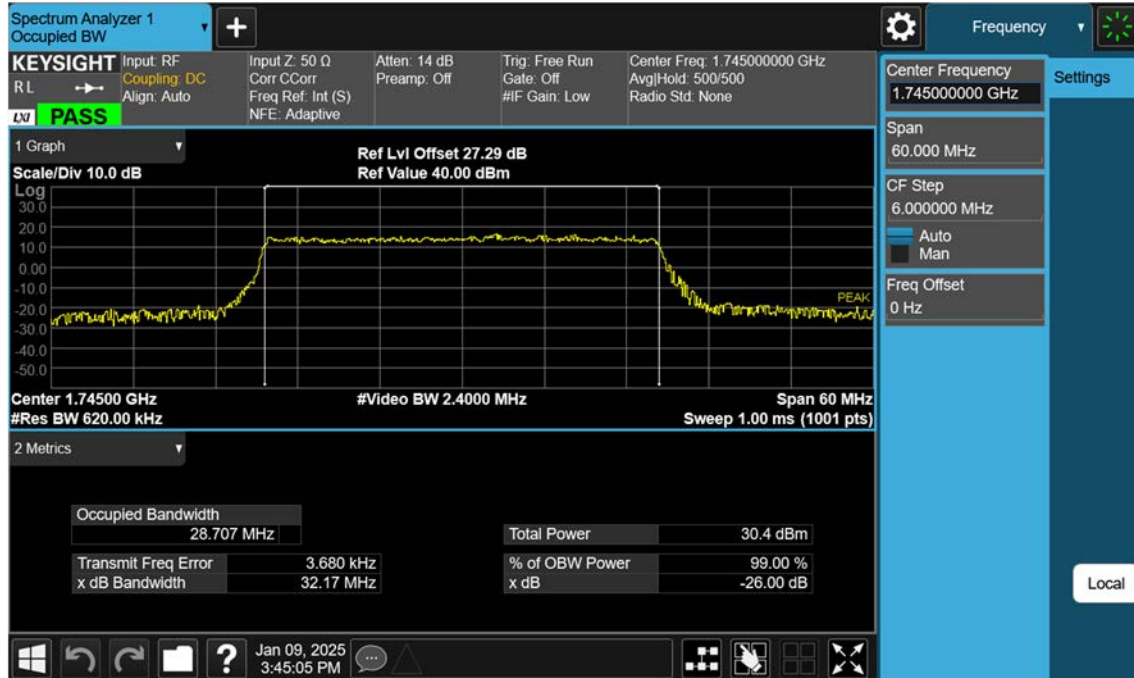 Spectrum Analyzer 1
Occupied BW
+
Frequency
KEYSIGHT
RL
LXI
PASS
Input: RF
Coupling: DC
Align: Auto
Input Z: 50 Ω
Corr CCorr
Freq Ref: Int (S)
NFE: Adaptive
Atten: 14 dB
Preamp: Off
Trig: Free Run
Gate: Off
#IF Gain: Low
Center Freq: 1.745000000 GHz
Avg|Hold: 500/500
Radio Std: None
Center Frequency
1.745000000 GHz
Settings
Span
60.000 MHz
CF Step
6.000000 MHz
Auto
Man
Freq Offset
0 Hz
Local
1 Graph
Scale/Div 10.0 dB
Ref Lvl Offset 27.29 dB
Ref Value 40.00 dBm
Log
30.0
20.0
10.0
0.00
-10.0
-20.0
-30.0
-40.0
-50.0
PEAK
Center 1.74500 GHz
#Video BW 2.4000 MHz
Span 60 MHz
#Res BW 620.00 kHz
Sweep 1.00 ms (1001 pts)
2 Metrics
Occupied Bandwidth
28.707 MHz
Total Power 30.4 dBm
Transmit Freq Error 3.680 kHz
% of OBW Power 99.00 %
x dB Bandwidth 32.17 MHz
x dB -26.00 dB
?
Jan 09, 2025
3:45:05 PM